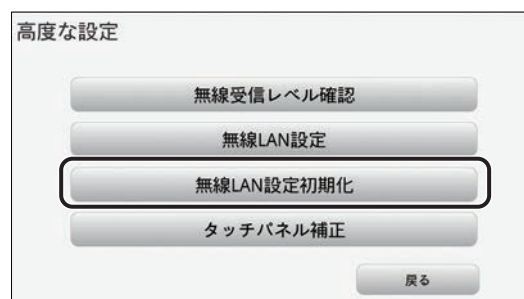 高度な設定
無線受信レベル確認
無線LAN設定
無線LAN設定初期化
タッチパネル補正
戻る